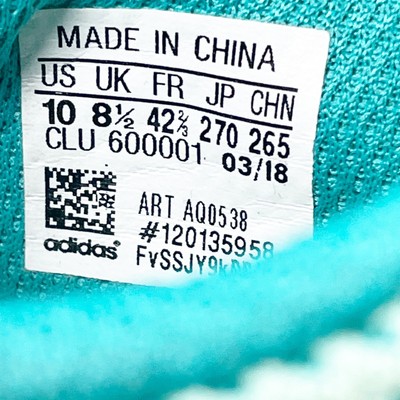 MADE IN CHINA
US UK FR JP CHN
10 8½ 42⅔ 270 265
CLU 600001 03/18
ART AQ0538
#120135958
adidas®